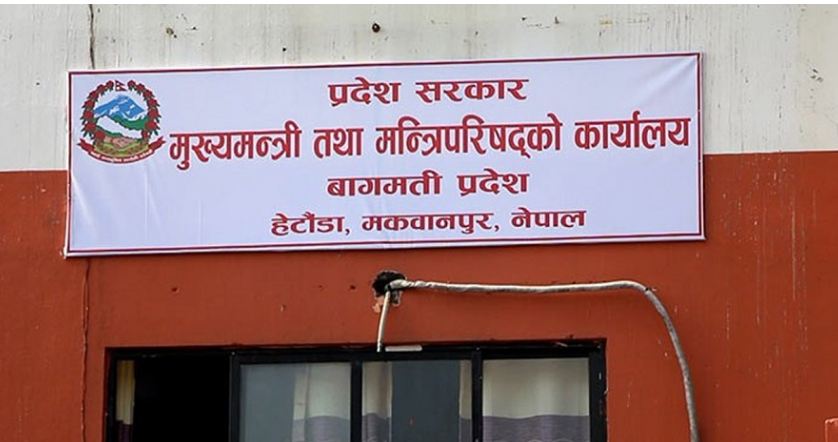 प्रदेश सरकार
मुख्यमन्त्री तथा मन्त्रिपरिषद्को कार्यालय
बागमती प्रदेश
हेटौंडा, मकवानपुर, नेपाल